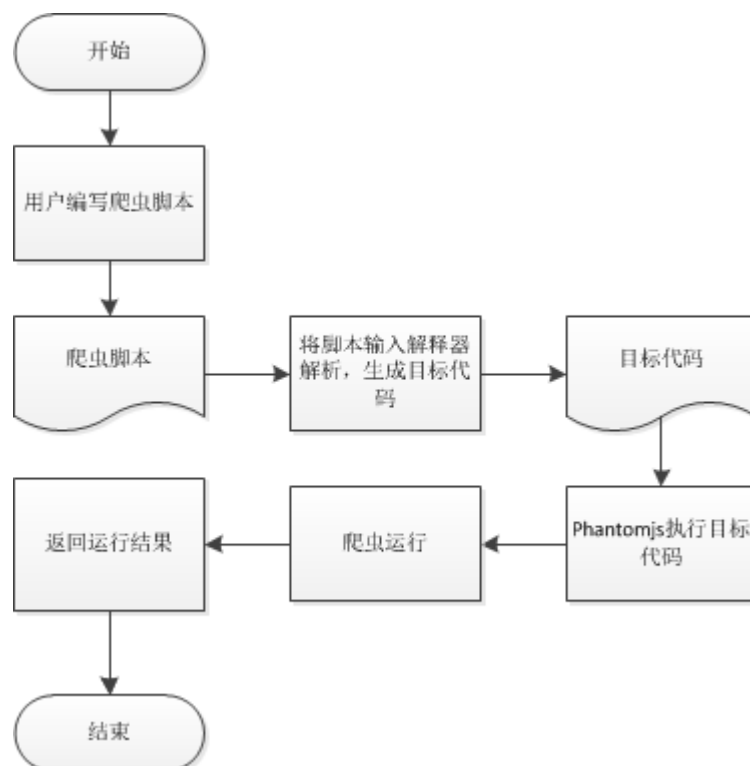 开始
用户编写爬虫脚本
爬虫脚本
将脚本输入解释器
解析，生成目标代
码
目标代码
Phantomjs执行目标
代码
爬虫运行
返回运行结果
结束